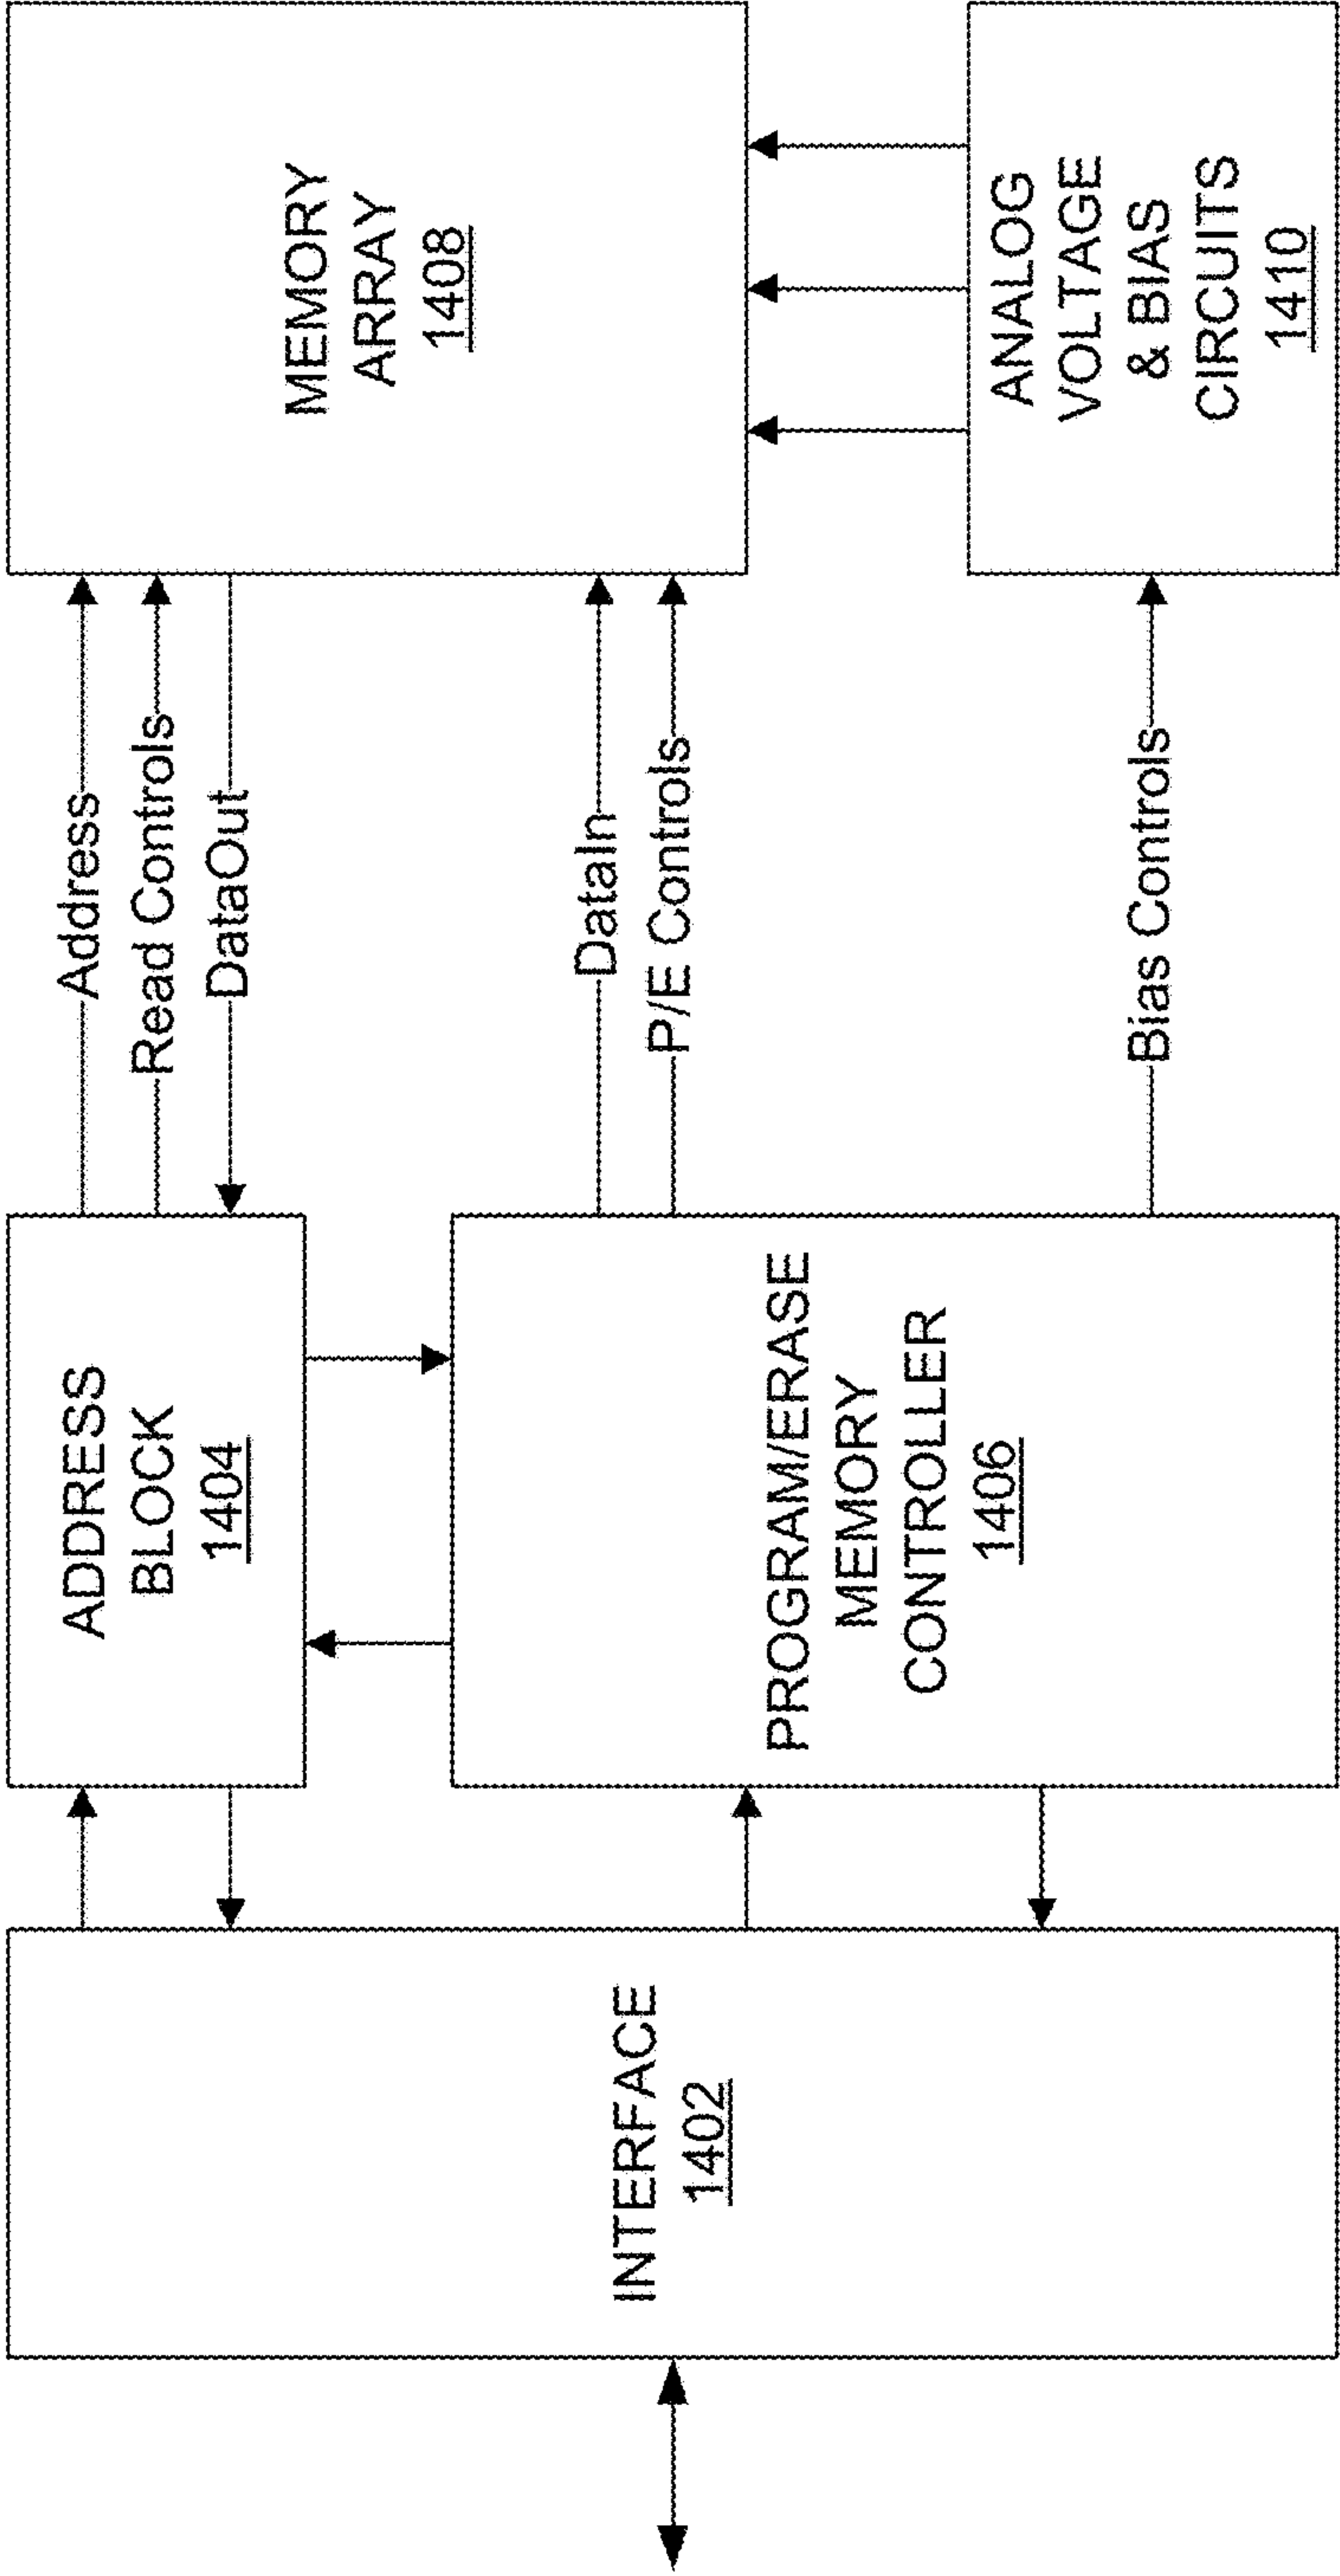 INTERFACE
1402
ADDRESS
BLOCK
1404
PROGRAM/ERASE
MEMORY
CONTROLLER
1406
Address
Read Controls
DataOut
DataIn
P/E Controls
Bias Controls
MEMORY
ARRAY
1408
ANALOG
VOLTAGE
& BIAS
CIRCUITS
1410